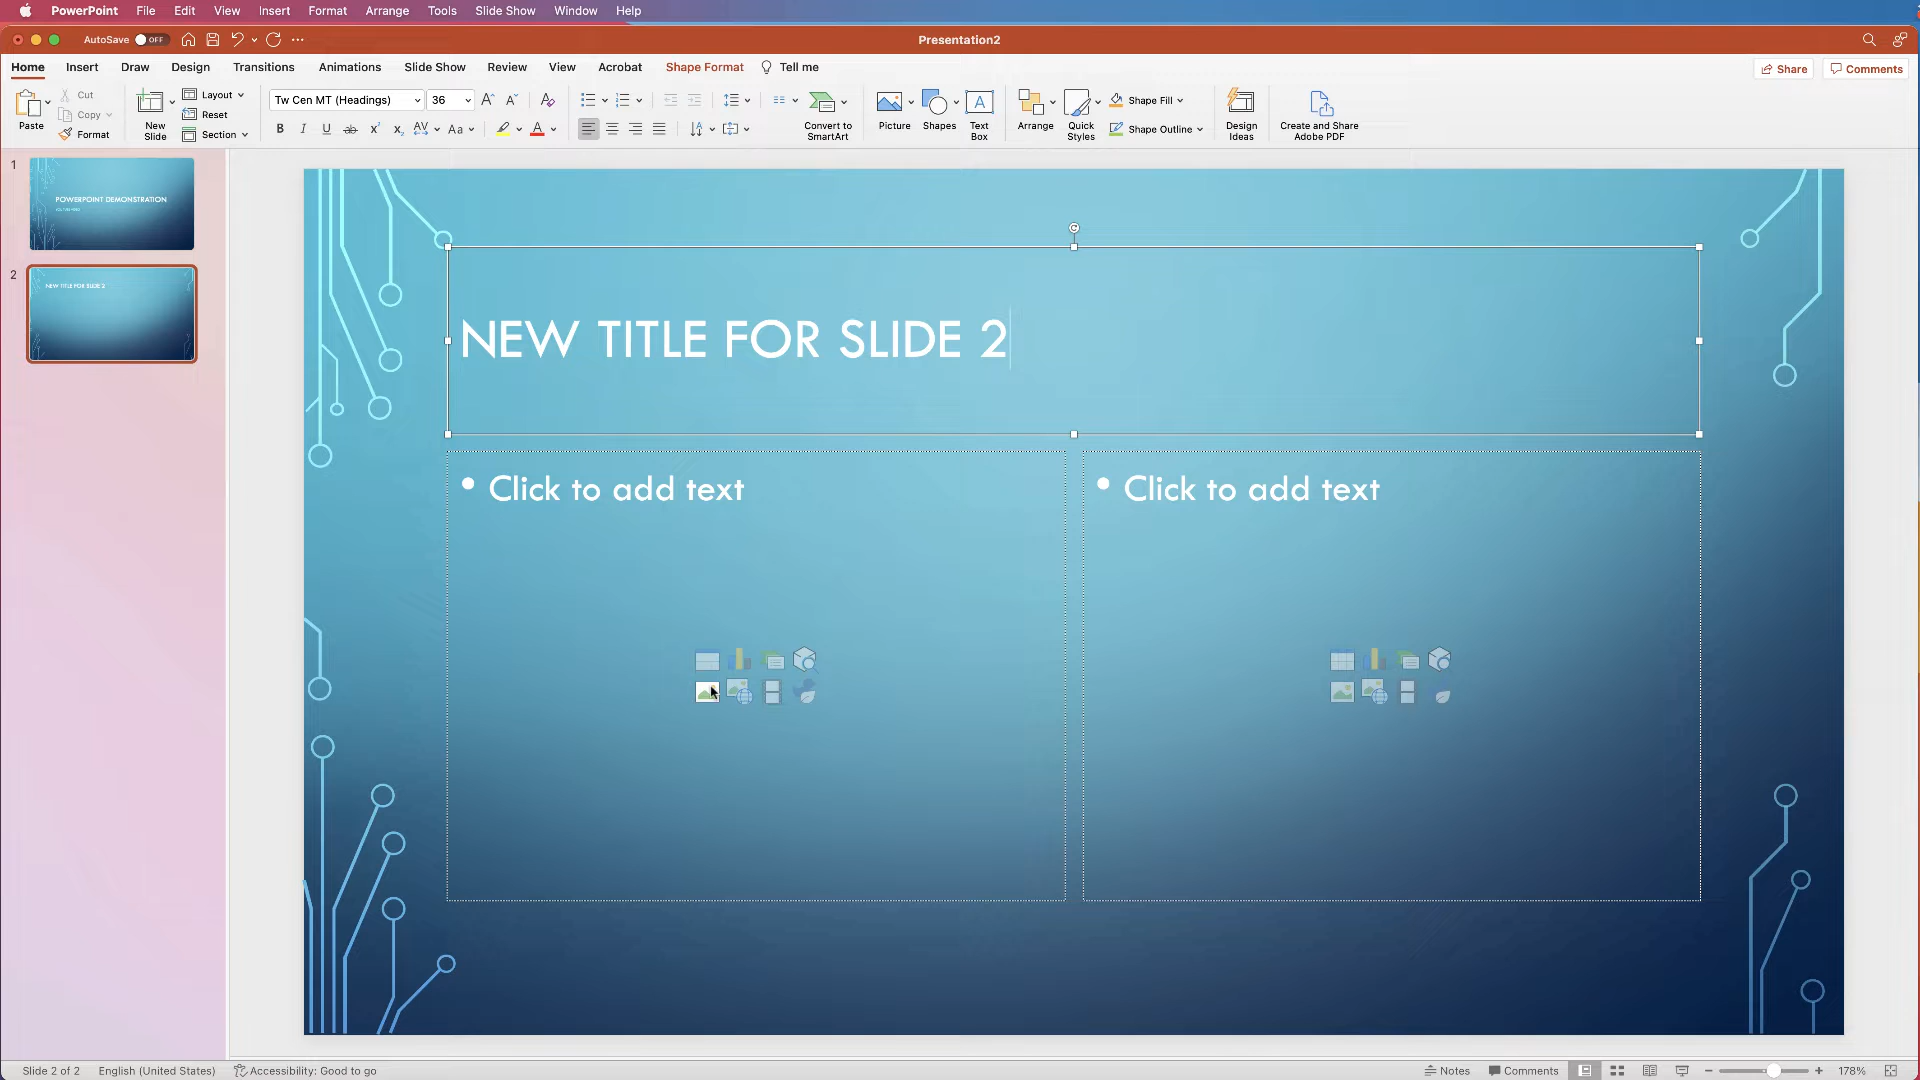 PowerPoint File Edit View Insert Format Arrange Tools Slide Show Window Help
AutoSave OFF
Presentation2
Home Insert Draw Design Transitions Animations Slide Show Review View Acrobat Shape Format Tell me
Share Comments
Paste
Cut
Copy
Format
New
Slide
Layout
Reset
Section
Tw Cen MT (Headings) 36
Convert to
SmartArt
Picture
Shapes
Text
Box
Arrange
Quick
Styles
Shape Fill
Shape Outline
Design
Ideas
Create and Share
Adobe PDF
1
POWERPOINT DEMONSTRATION
2
NEW TITLE FOR SLIDE 2
NEW TITLE FOR SLIDE 2
• Click to add text
• Click to add text
Slide 2 of 2 English (United States) Accessibility: Good to go
Notes Comments 178%